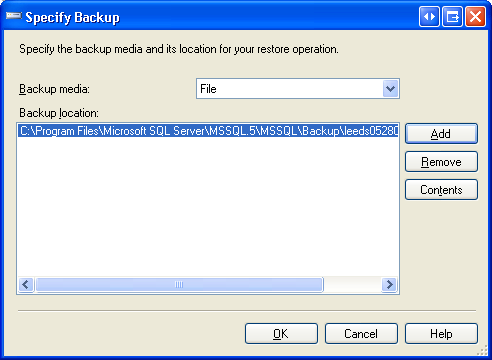 Specify Backup
Specify the backup media and its location for your restore operation.
Backup media:
File
Backup location:
C:\Program Files\Microsoft SQL Server\MSSQL.5\MSSQL\Backup\leeds05280
Add
Remove
Contents
OK
Cancel
Help